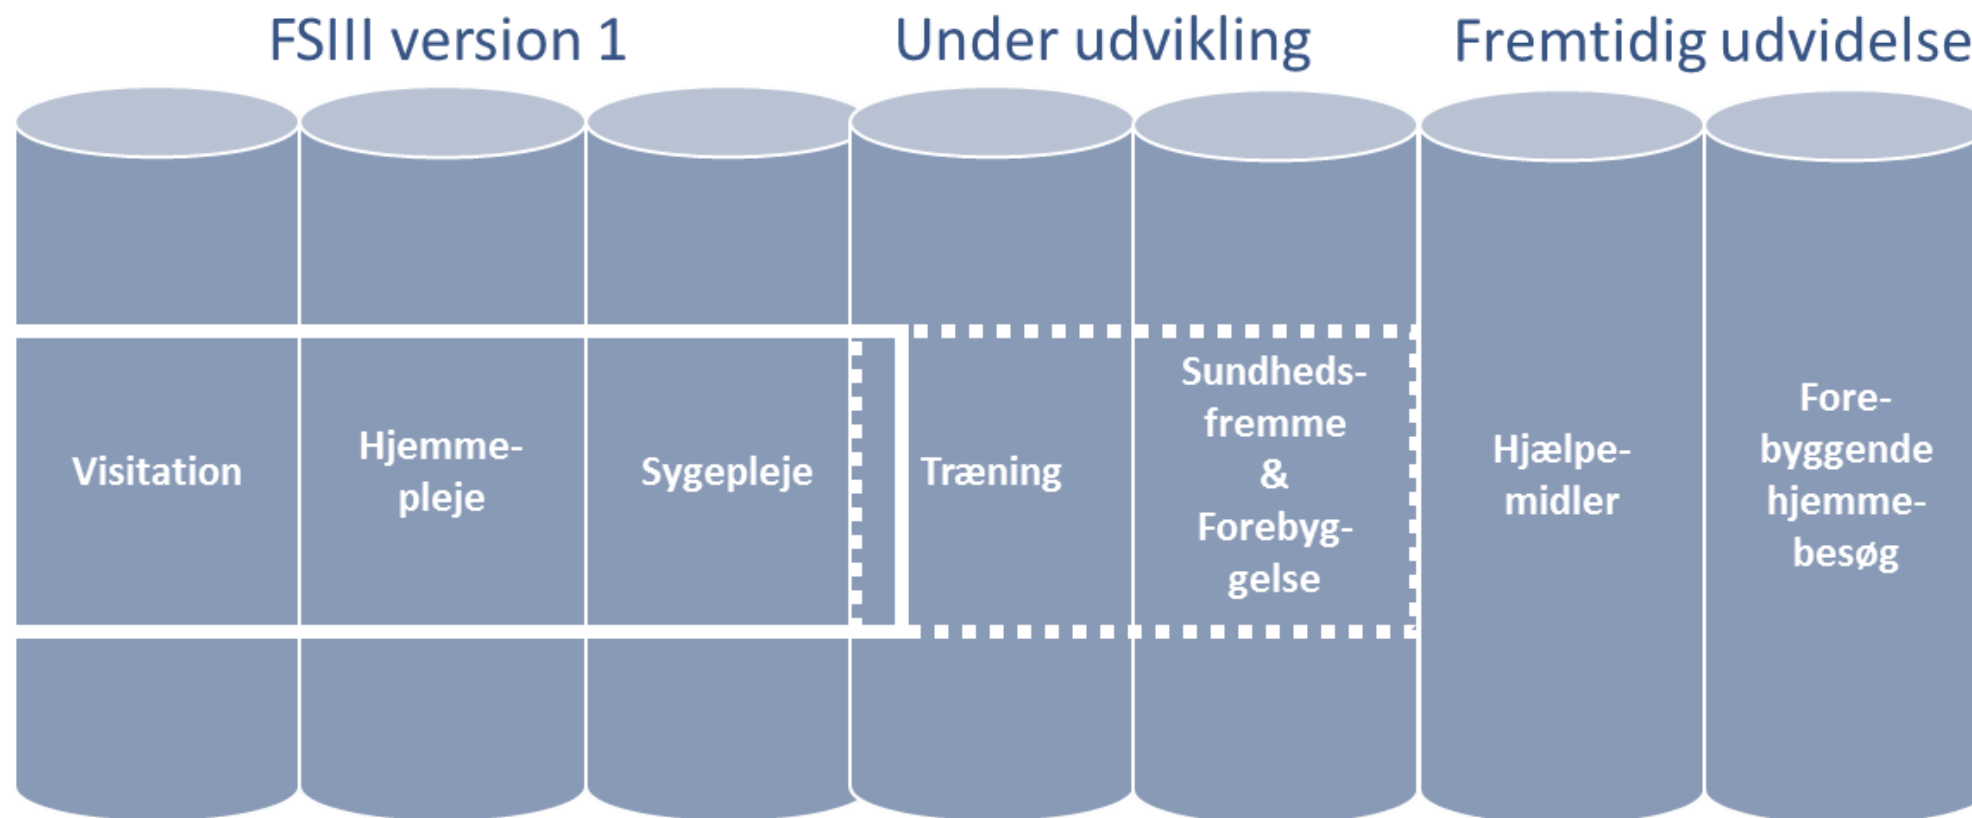 FSIII version 1
Under udvikling
Fremtidig udvidelse
Visitation
Hjemme-
pleje
Sygepleje
Træning
Sundheds-
fremme
&
Forebyg-
gelse
Hjælpe-
midler
Fore-
byggende
hjemme-
besøg